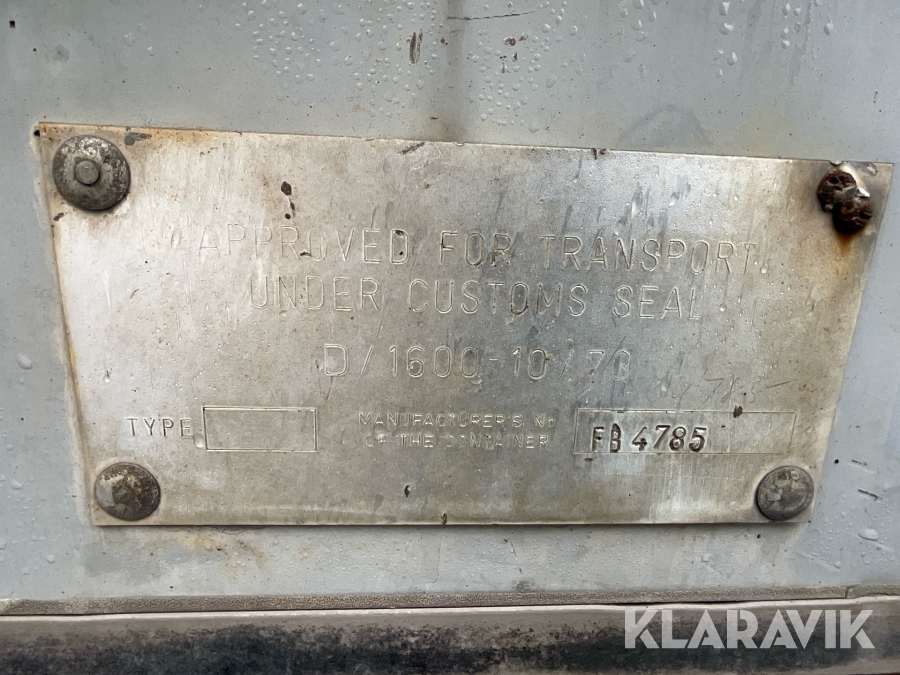 APPROVED FOR TRANSPORT
UNDER CUSTOMS SEAL
D/1600-10/73
TYPE
MANUFACTURER'S No
OF THE CONTAINER
FB 4785
KLARAVIK